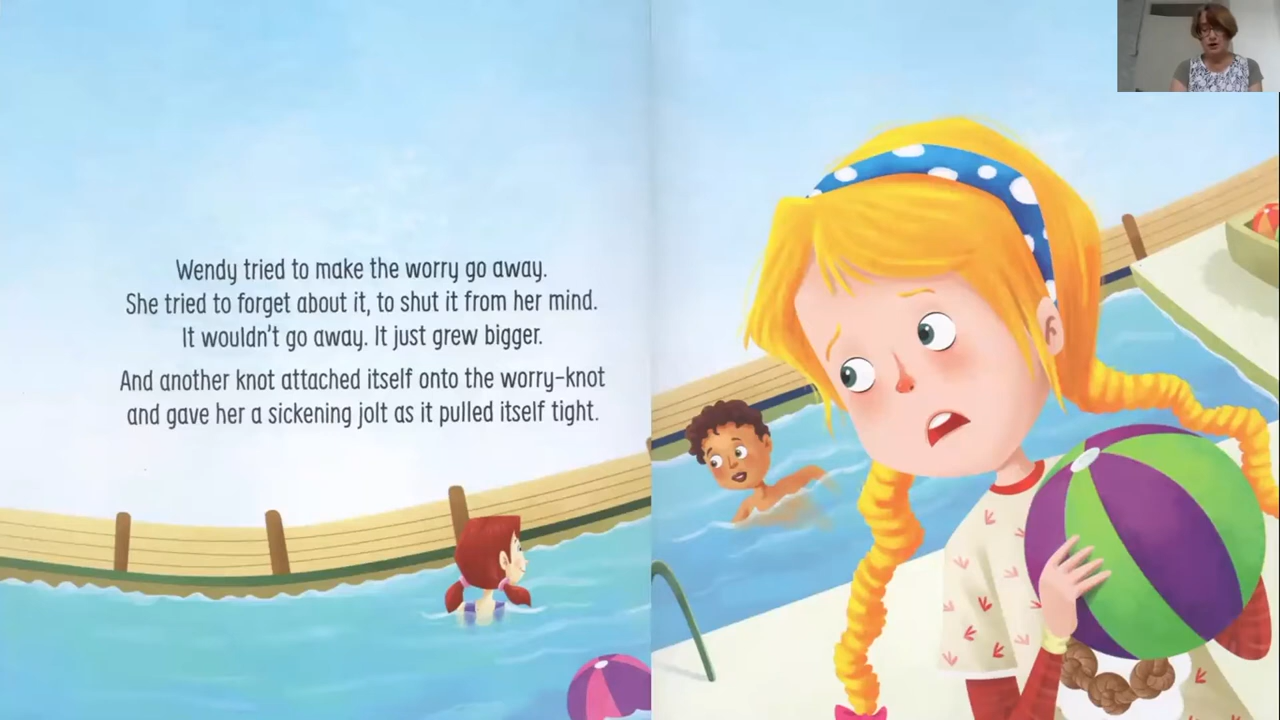 Wendy tried to make the worry go away.
She tried to forget about it, to shut it from her mind.
It wouldn't go away. It just grew bigger.
And another knot attached itself onto the worry-knot
and gave her a sickening jolt as it pulled itself tight.